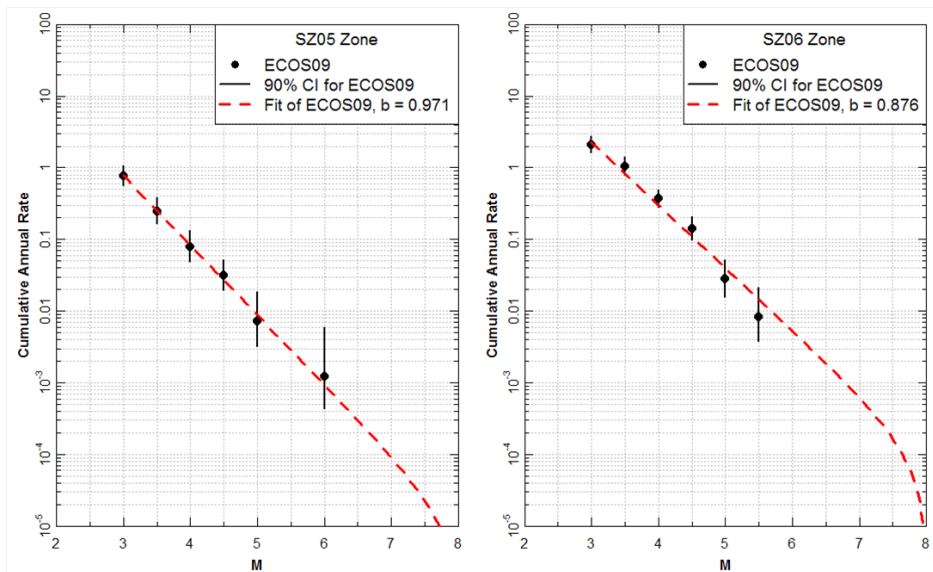 SZ05 Zone
ECOS09
90% CI for ECOS09
Fit of ECOS09, b = 0.971
Cumulative Annual Rate
100
10
1
0.1
0.01
10^-3
10^-4
10^-5
2 3 4 5 6 7 8
M
SZ06 Zone
ECOS09
90% CI for ECOS09
Fit of ECOS09, b = 0.876
Cumulative Annual Rate
100
10
1
0.1
0.01
10^-3
10^-4
10^-5
2 3 4 5 6 7 8
M